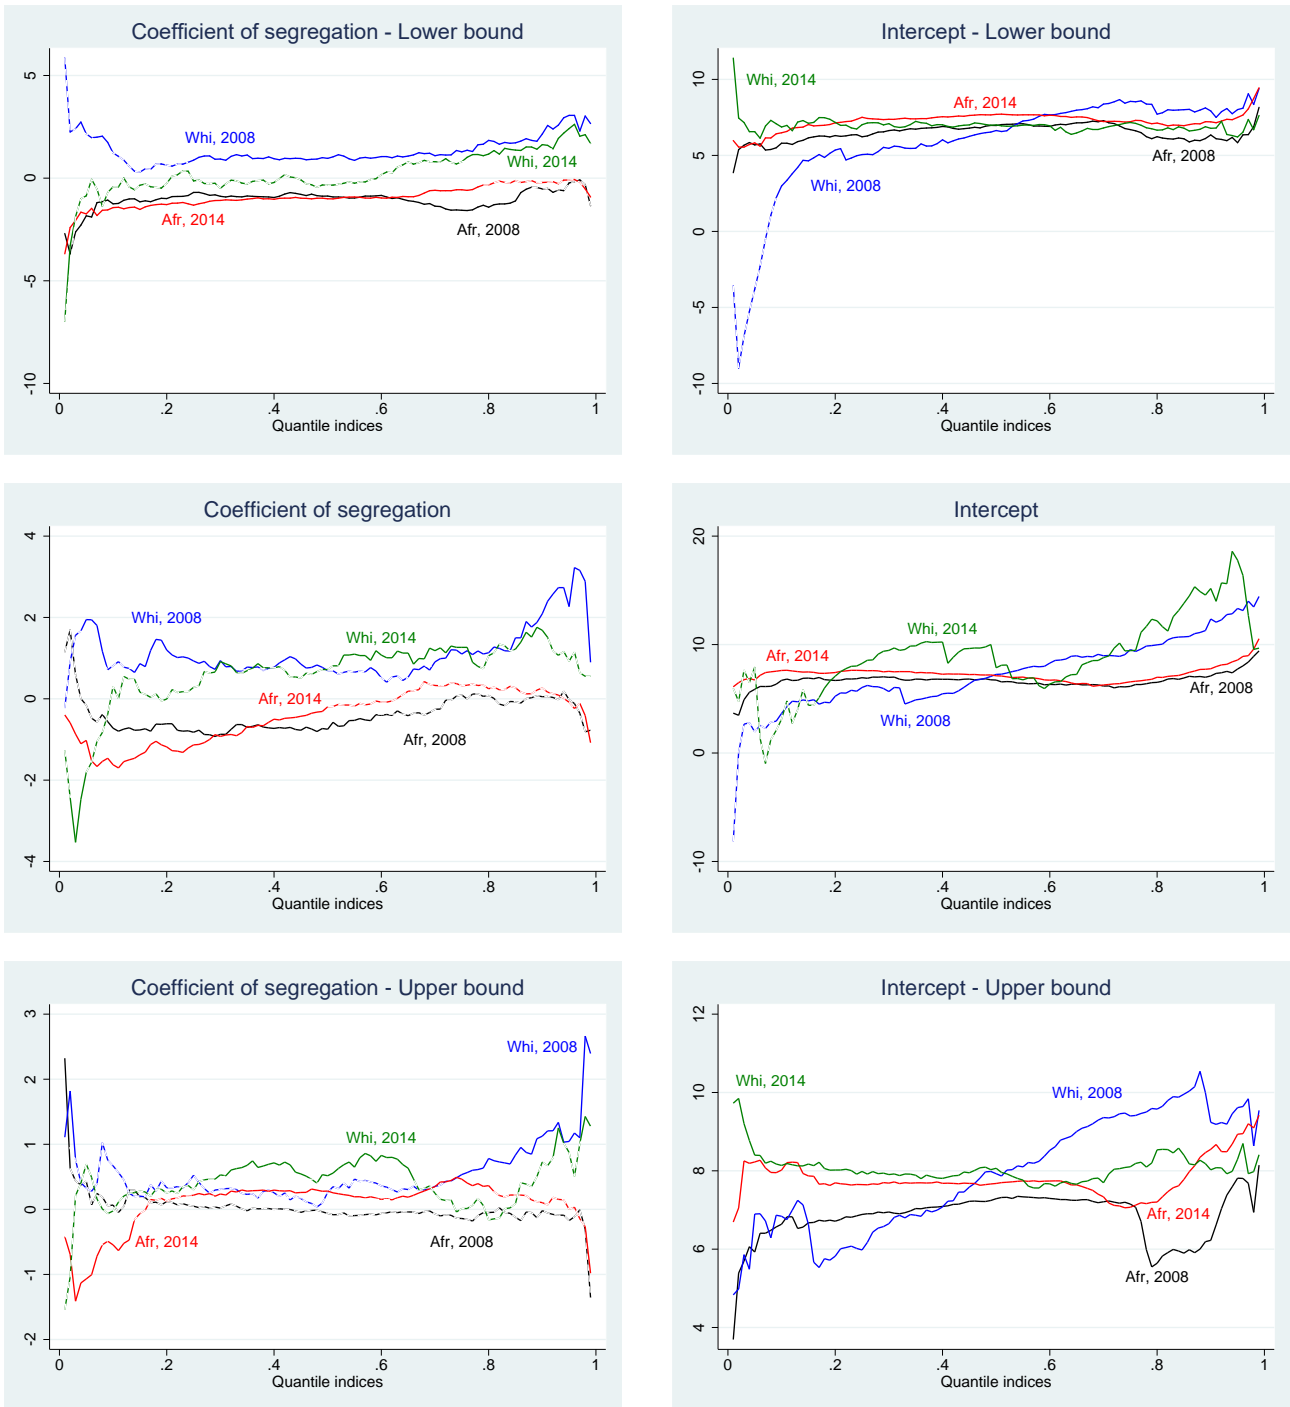 Coefficient of segregation - Lower bound
5
0
-5
-10
Whi, 2008
Whi, 2014
Afr, 2014
Afr, 2008
0 .2 .4 .6 .8 1
Quantile indices
Intercept - Lower bound
10
5
0
-5
-10
Whi, 2014
Afr, 2014
Afr, 2008
Whi, 2008
0 .2 .4 .6 .8 1
Quantile indices
Coefficient of segregation
4
2
0
-2
-4
Whi, 2008
Whi, 2014
Afr, 2014
Afr, 2008
0 .2 .4 .6 .8 1
Quantile indices
Intercept
20
10
0
-10
Whi, 2014
Afr, 2014
Afr, 2008
Whi, 2008
0 .2 .4 .6 .8 1
Quantile indices
Coefficient of segregation - Upper bound
3
2
1
0
-1
-2
Whi, 2008
Whi, 2014
Afr, 2014
Afr, 2008
0 .2 .4 .6 .8 1
Quantile indices
Intercept - Upper bound
12
10
8
6
4
Whi, 2014
Whi, 2008
Afr, 2014
Afr, 2008
0 .2 .4 .6 .8 1
Quantile indices